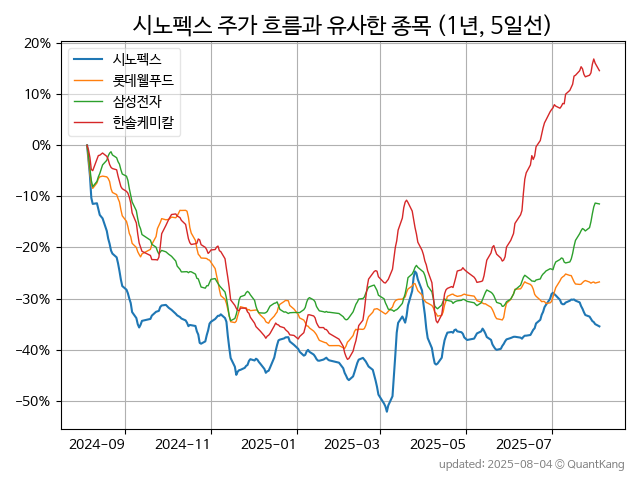 시노펙스 주가 흐름과 유사한 종목 (1년, 5일선)
20%
10%
0%
−10%
−20%
−30%
−40%
−50%
시노펙스
롯데웰푸드
삼성전자
한솔케미칼
2024−09
2024−11
2025−01
2025−03
2025−05
2025−07
updated: 2025-08-04 © QuantKang